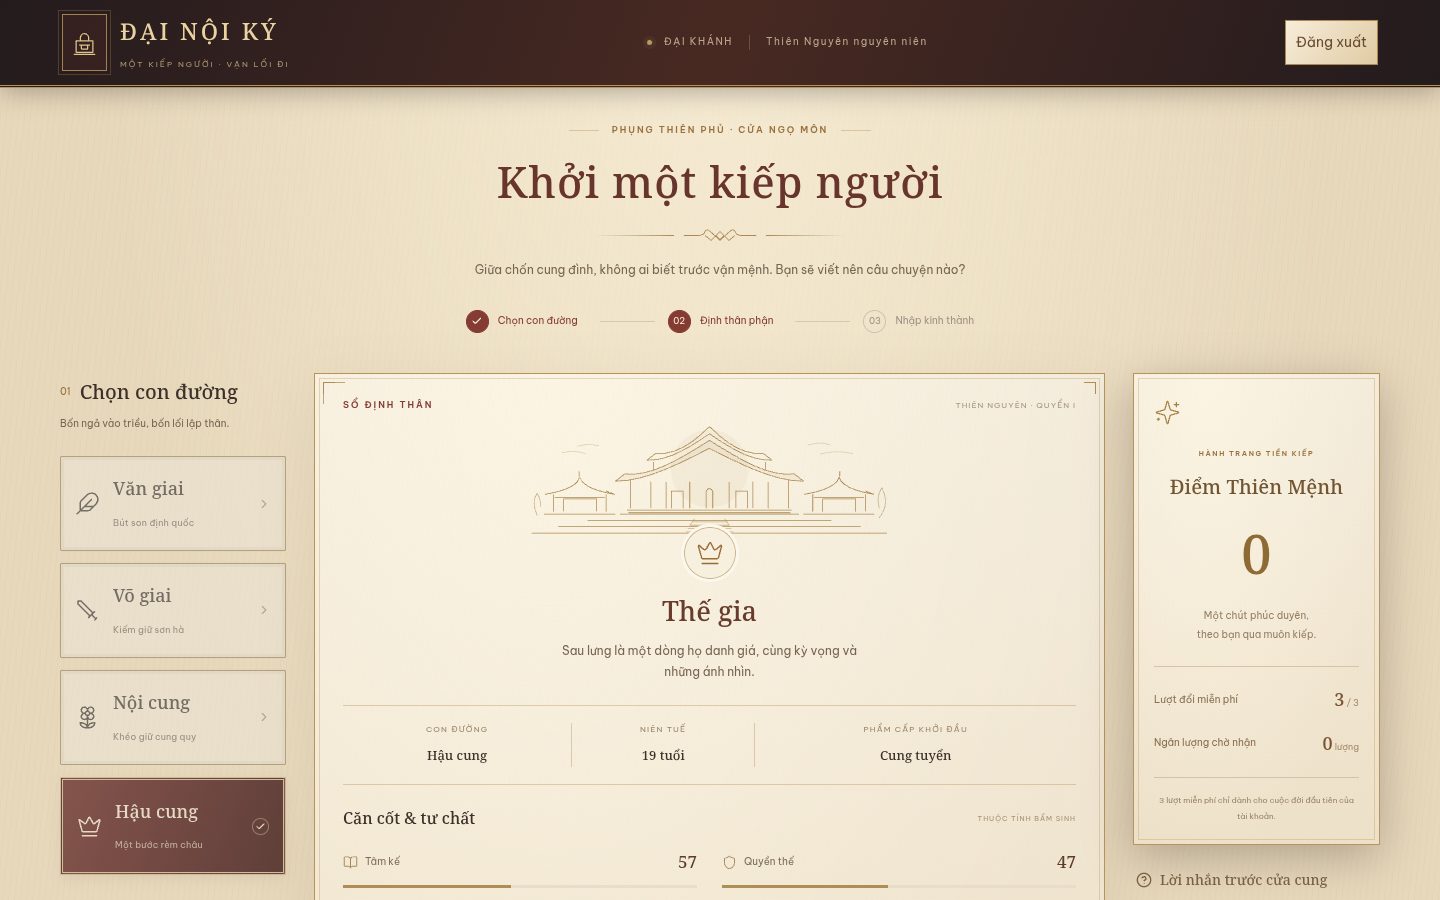 ĐẠI NỘI KÝ
MỘT KIẾP NGƯỜI · VẠN LỐI ĐI
ĐẠI KHÁNH
Thiên Nguyên nguyên niên
Đăng xuất
PHỤNG THIÊN PHỦ · CỬA NGỌ MÔN
Khởi một kiếp người
Giữa chốn cung đình, không ai biết trước vận mệnh. Bạn sẽ viết nên câu chuyện nào?
Chọn con đường
02 Định thân phận
03 Nhập kinh thành
01 Chọn con đường
Bốn ngả vào triều, bốn lối lập thân.
Văn giai
Bút son định quốc
Võ giai
Kiếm giữ sơn hà
Nội cung
Khéo giữ cung quy
Hậu cung
Một bước rèm châu
SỔ ĐỊNH THÂN
THIÊN NGUYÊN · QUYỂN I
Thế gia
Sau lưng là một dòng họ danh giá, cùng kỳ vọng và
những ánh nhìn.
CON ĐƯỜNG
Hậu cung
NIÊN TUẾ
19 tuổi
PHẨM CẤP KHỞI ĐẦU
Cung tuyển
Căn cốt & tư chất
THUỘC TÍNH BẨM SINH
Tâm kế 57
Quyền thế 47
HÀNH TRANG TIỀN KIẾP
Điểm Thiên Mệnh
0
Một chút phúc duyên,
theo bạn qua muôn kiếp.
Lượt đổi miễn phí 3 / 3
Ngân lượng chờ nhận 0 lượng
3 lượt miễn phí chỉ dành cho cuộc đời đầu tiên của
tài khoản.
Lời nhắn trước cửa cung